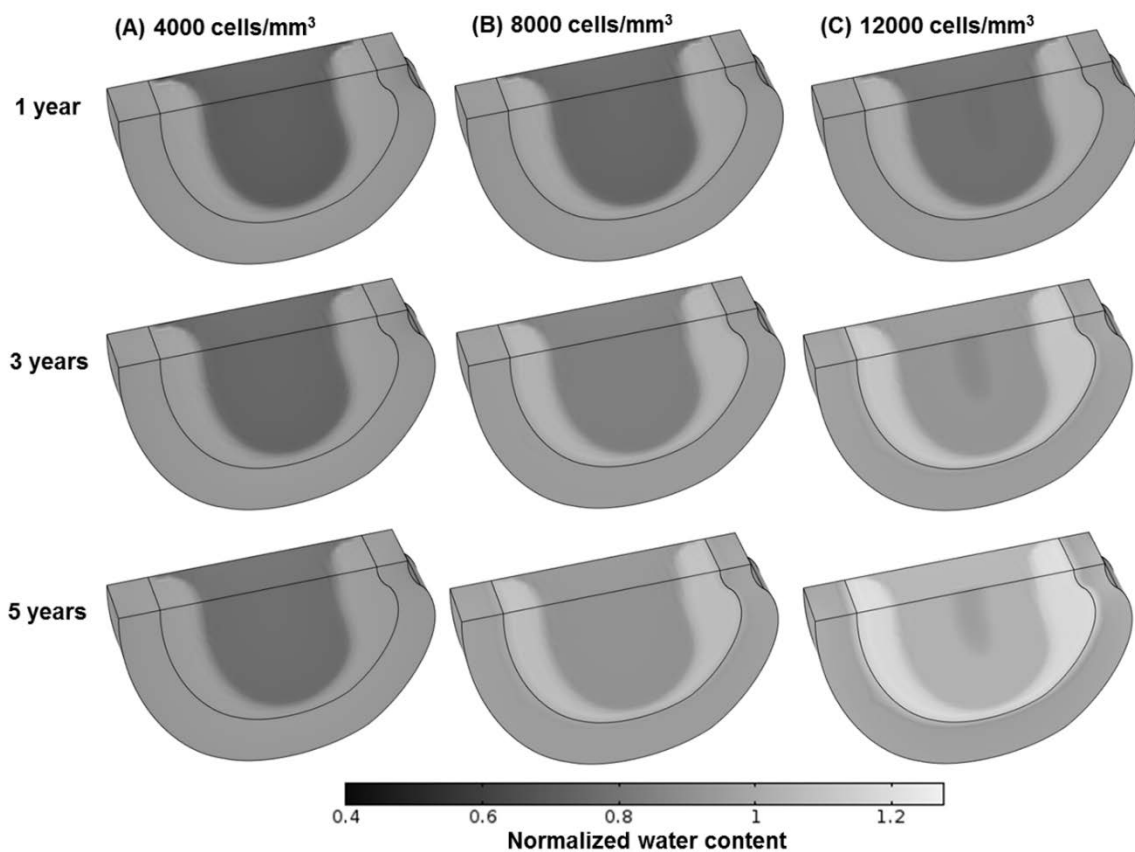 (A) 4000 cells/mm³
(B) 8000 cells/mm³
(C) 12000 cells/mm³
1 year
3 years
5 years
0.4 0.6 0.8 1 1.2
Normalized water content